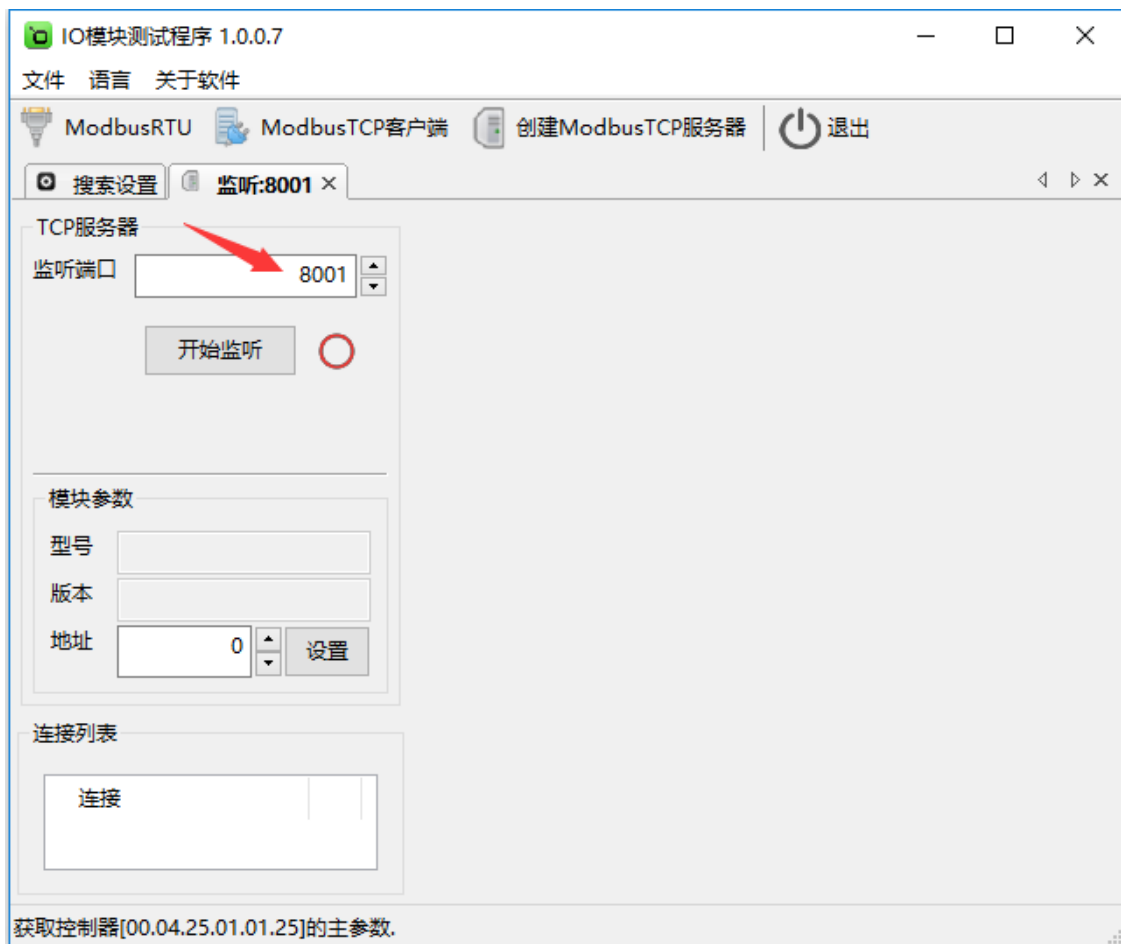 IO模块测试程序 1.0.0.7
文件 语言 关于软件
ModbusRTU ModbusTCP客户端 创建ModbusTCP服务器 退出
搜索设置 监听:8001
TCP服务器
监听端口 8001
开始监听
模块参数
型号
版本
地址 0 设置
连接列表
连接
获取控制器[00.04.25.01.01.25]的主参数.